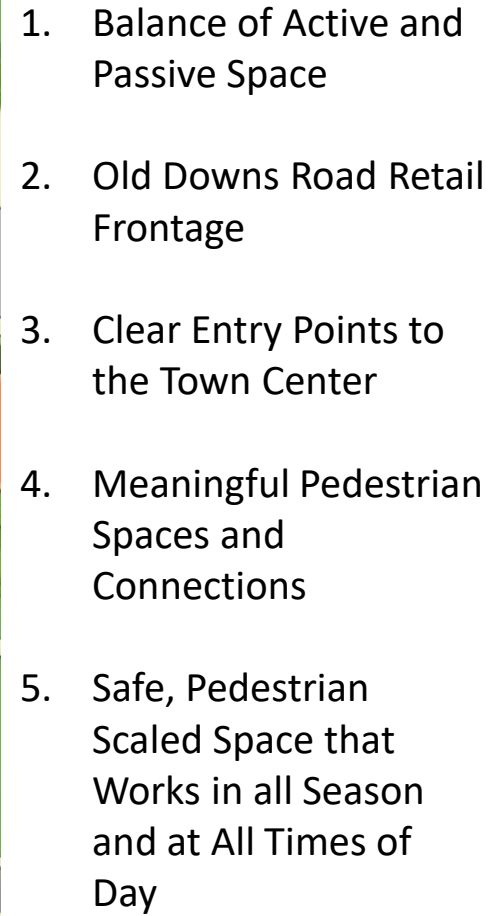 1. Balance of Active and
Passive Space
2. Old Downs Road Retail
Frontage
3. Clear Entry Points to
the Town Center
4. Meaningful Pedestrian
Spaces and
Connections
5. Safe, Pedestrian
Scaled Space that
Works in all Season
and at All Times of
Day